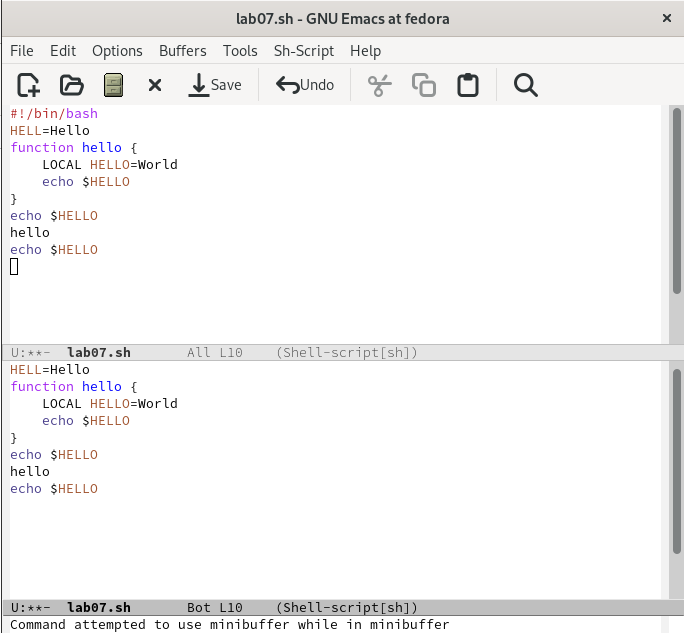 lab07.sh - GNU Emacs at fedora
File Edit Options Buffers Tools Sh-Script Help
Save Undo
#!/bin/bash
HELL=Hello
function hello {
    LOCAL HELLO=World
    echo $HELLO
}
echo $HELLO
hello
echo $HELLO
U:**-  lab07.sh       All L10    (Shell-script[sh])
HELL=Hello
function hello {
    LOCAL HELLO=World
    echo $HELLO
}
echo $HELLO
hello
echo $HELLO
U:**-  lab07.sh       Bot L10    (Shell-script[sh])
Command attempted to use minibuffer while in minibuffer